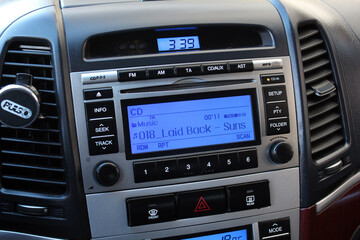 3:39
FM AM TA CD/AUX AST
SETUP
SEEK
TRACK
PTY
FOLDER
CD
00'11
Music
018_Laid Back - Suns
RDM RPT SCAN
1 2 3 4 5 6
MODE